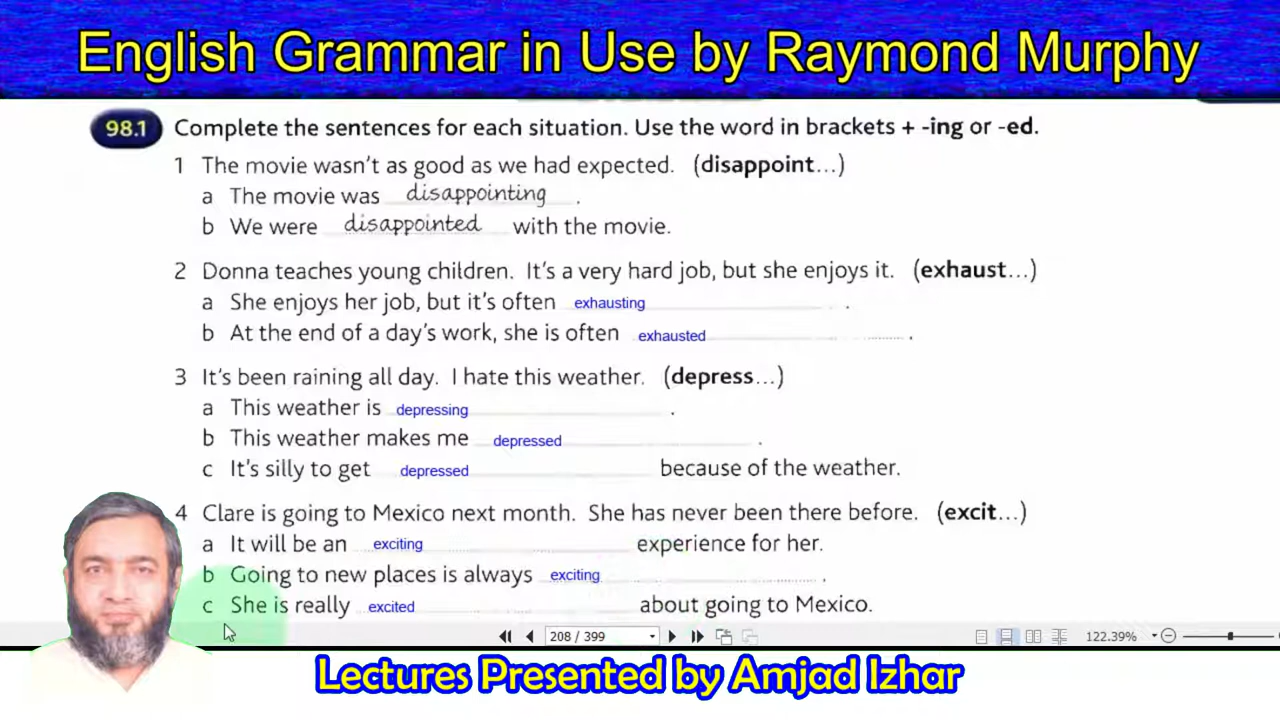 English Grammar in Use by Raymond Murphy
98.1 Complete the sentences for each situation. Use the word in brackets + -ing or -ed.
1 The movie wasn't as good as we had expected. (disappoint...)
a The movie was disappointing .
b We were disappointed with the movie.
2 Donna teaches young children. It's a very hard job, but she enjoys it. (exhaust...)
a She enjoys her job, but it's often exhausting .
b At the end of a day's work, she is often exhausted .
3 It's been raining all day. I hate this weather. (depress...)
a This weather is depressing .
b This weather makes me depressed .
c It's silly to get depressed because of the weather.
4 Clare is going to Mexico next month. She has never been there before. (excit...)
a It will be an exciting experience for her.
b Going to new places is always exciting .
c She is really excited about going to Mexico.
208 / 399 122.39%
Lectures Presented by Amjad Izhar